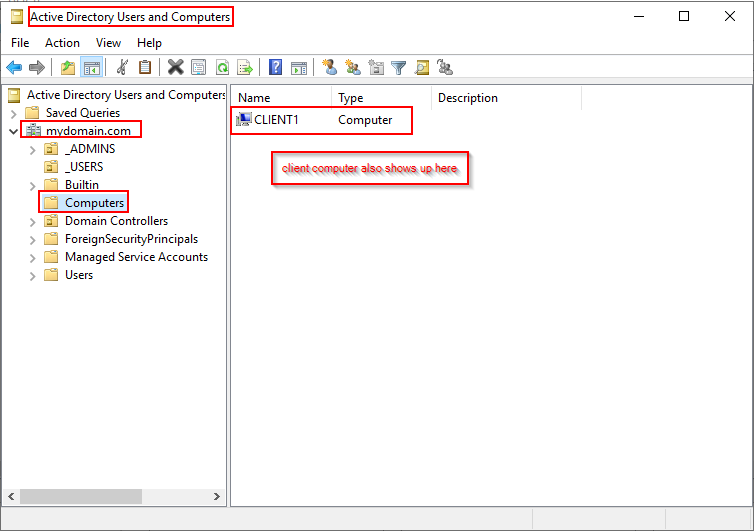 Active Directory Users and Computers
File Action View Help
Active Directory Users and Computers
Saved Queries
mydomain.com
_ADMINS
_USERS
Builtin
Computers
Domain Controllers
ForeignSecurityPrincipals
Managed Service Accounts
Users
Name Type Description
CLIENT1 Computer
client computer also shows up here